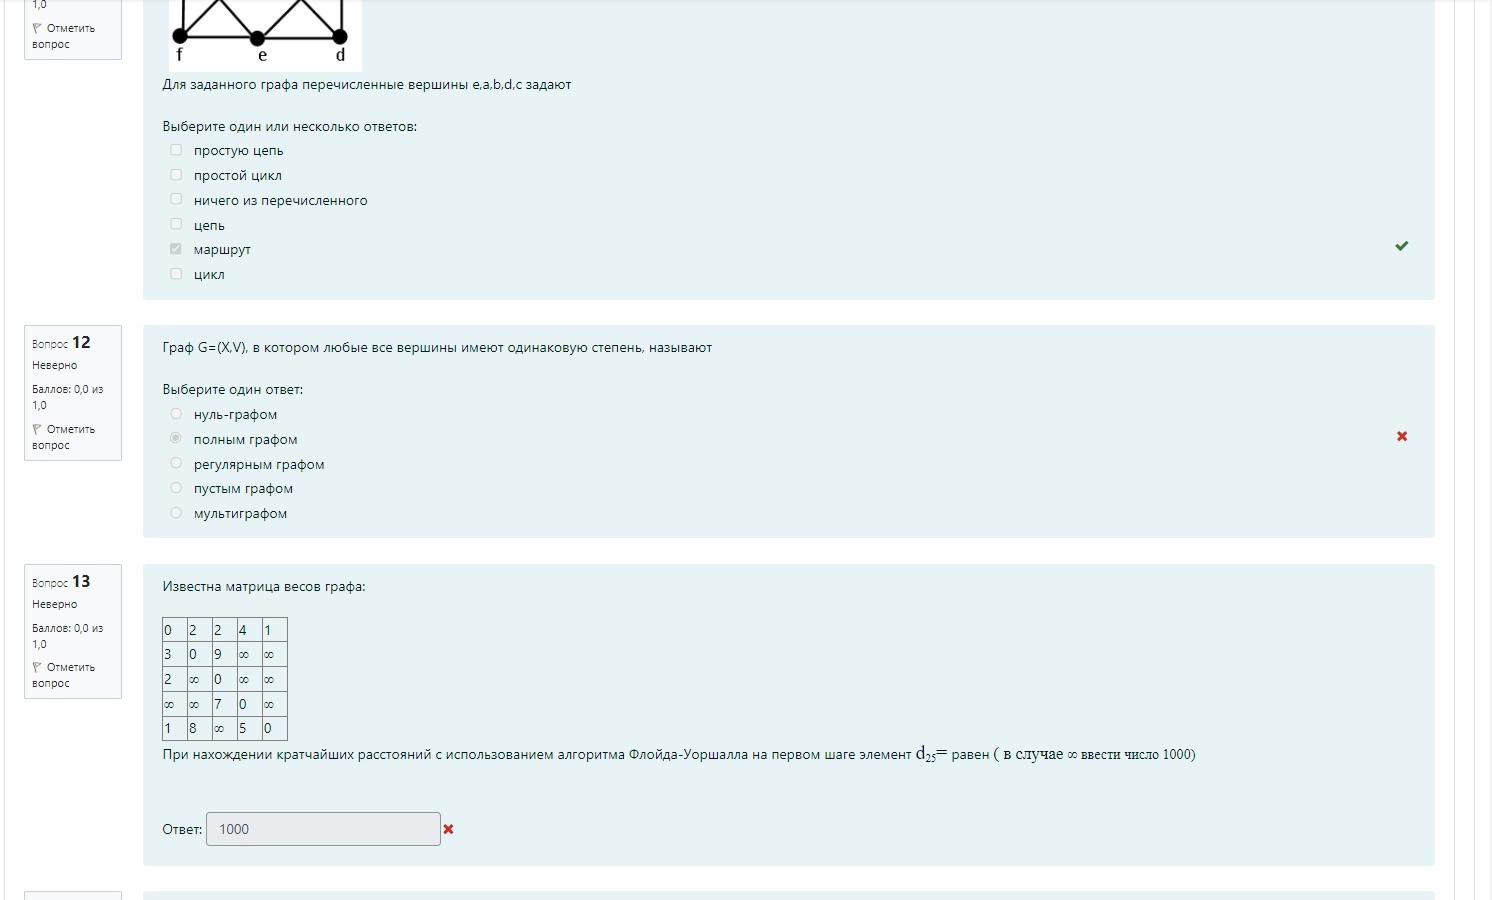 1,0
Отметить
вопрос
f e d
Для заданного графа перечисленные вершины e,a,b,d,c задают
Выберите один или несколько ответов:
простую цепь
простой цикл
ничего из перечисленного
цепь
маршрут
цикл
Вопрос 12
Неверно
Баллов: 0,0 из
1,0
Отметить
вопрос
Граф G=(X,V), в котором любые все вершины имеют одинаковую степень, называют
Выберите один ответ:
нуль-графом
полным графом
регулярным графом
пустым графом
мультиграфом
Вопрос 13
Неверно
Баллов: 0,0 из
1,0
Отметить
вопрос
Известна матрица весов графа:
0 2 2 4 1
3 0 9 ∞ ∞
2 ∞ 0 ∞ ∞
∞ ∞ 7 0 ∞
1 8 ∞ 5 0
При нахождении кратчайших расстояний с использованием алгоритма Флойда-Уоршалла на первом шаге элемент d25= равен ( в случае ∞ ввести число 1000)
Ответ: 1000